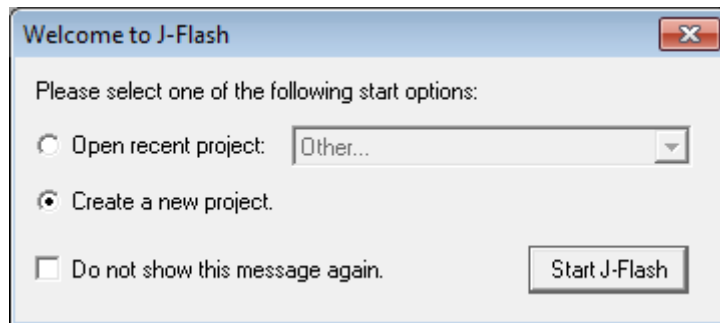 Welcome to J-Flash
Please select one of the following start options:
Open recent project: Other...
Create a new project.
Do not show this message again. Start J-Flash